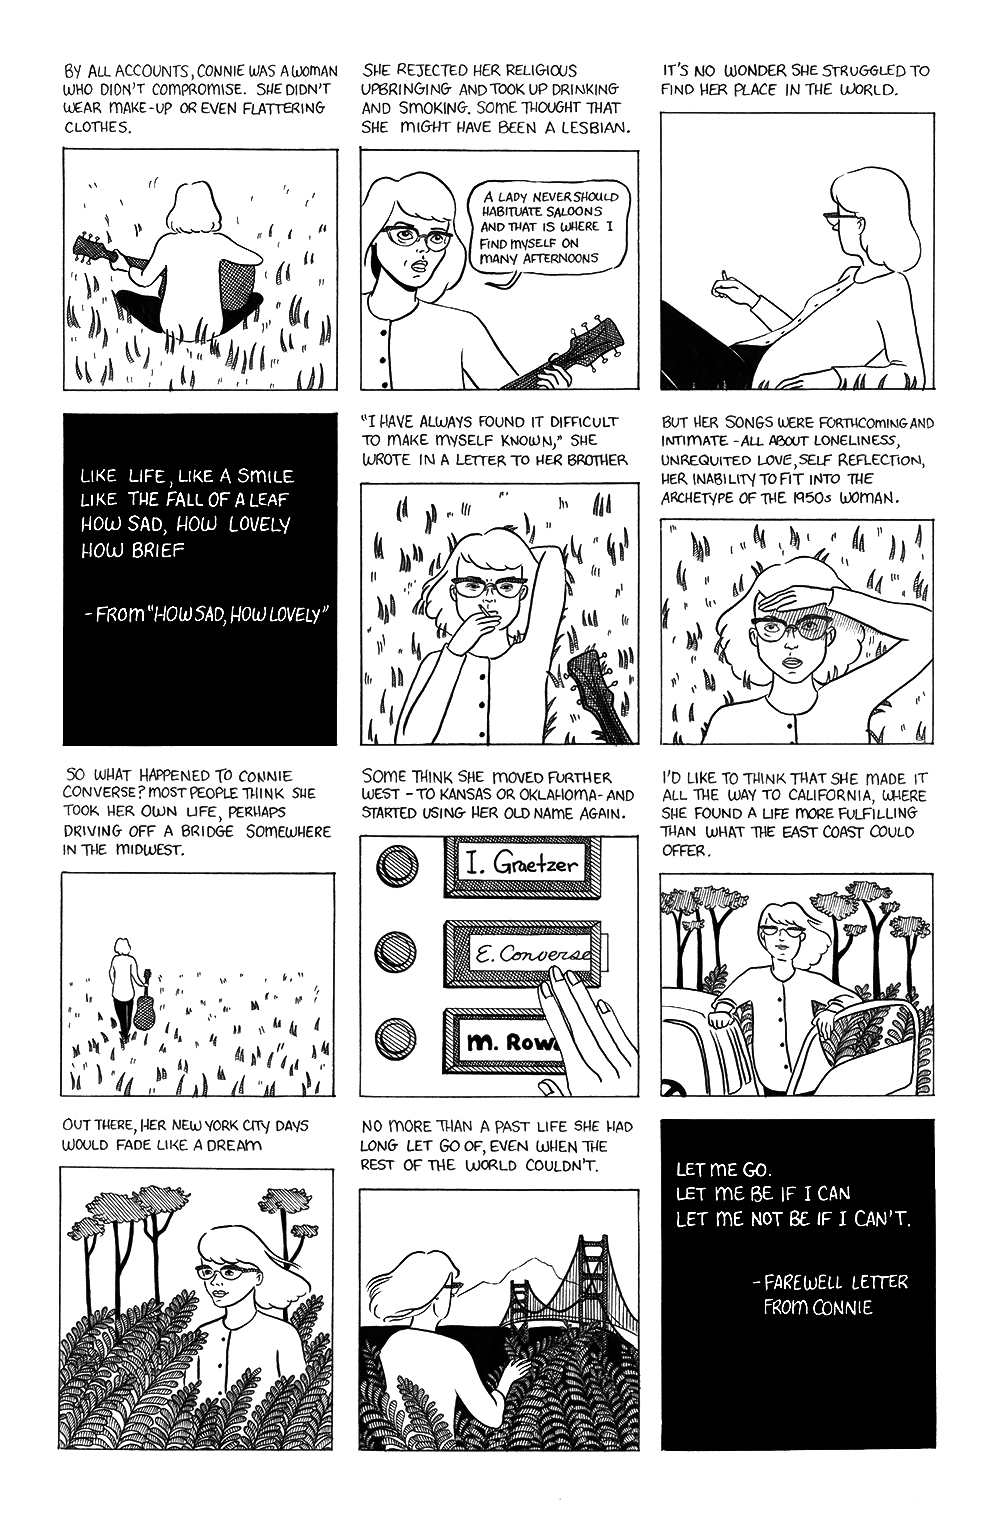 BY ALL ACCOUNTS, CONNIE WAS A WOMAN
WHO DIDN'T COMPROMISE. SHE DIDN'T
WEAR MAKE-UP OR EVEN FLATTERING
CLOTHES.
SHE REJECTED HER RELIGIOUS
UPBRINGING AND TOOK UP DRINKING
AND SMOKING. SOME THOUGHT THAT
SHE MIGHT HAVE BEEN A LESBIAN.
A LADY NEVER SHOULD
HABITUATE SALOONS
AND THAT IS WHERE I
FIND MYSELF ON
MANY AFTERNOONS
IT'S NO WONDER SHE STRUGGLED TO
FIND HER PLACE IN THE WORLD.
LIKE LIFE, LIKE A SMILE
LIKE THE FALL OF A LEAF
HOW SAD, HOW LOVELY
HOW BRIEF
- FROM "HOW SAD, HOW LOVELY"
"I HAVE ALWAYS FOUND IT DIFFICULT
TO MAKE MYSELF KNOWN," SHE
WROTE IN A LETTER TO HER BROTHER
BUT HER SONGS WERE FORTHCOMING AND
INTIMATE - ALL ABOUT LONELINESS,
UNREQUITED LOVE, SELF REFLECTION,
HER INABILITY TO FIT INTO THE
ARCHETYPE OF THE 1950s WOMAN.
SO WHAT HAPPENED TO CONNIE
CONVERSE? MOST PEOPLE THINK SHE
TOOK HER OWN LIFE, PERHAPS
DRIVING OFF A BRIDGE SOMEWHERE
IN THE MIDWEST.
SOME THINK SHE MOVED FURTHER
WEST - TO KANSAS OR OKLAHOMA - AND
STARTED USING HER OLD NAME AGAIN.
I. Graetzer
E. Converse
M. Rowe
I'D LIKE TO THINK THAT SHE MADE IT
ALL THE WAY TO CALIFORNIA, WHERE
SHE FOUND A LIFE MORE FULFILLING
THAN WHAT THE EAST COAST COULD
OFFER.
OUT THERE, HER NEW YORK CITY DAYS
WOULD FADE LIKE A DREAM
NO MORE THAN A PAST LIFE SHE HAD
LONG LET GO OF, EVEN WHEN THE
REST OF THE WORLD COULDN'T.
LET ME GO.
LET ME BE IF I CAN
LET ME NOT BE IF I CAN'T.
- FAREWELL LETTER
FROM CONNIE